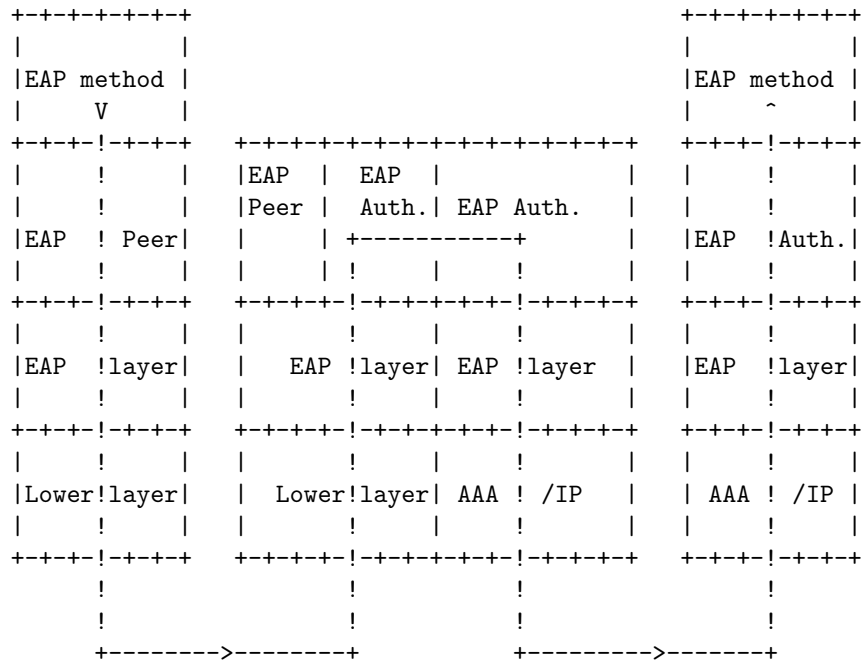 +-+-+-+-+-+                                 +-+-+-+-+-+
|         |                                 |         |
|EAP method |                               |EAP method |
|     V     |                               |     ^     |
+-+-+-!-+-+-+   +-+-+-+-+-+-+-+-+-+-+-+-+   +-+-+-!-+-+-+
|     !     |   |EAP  |  EAP  |             |   |     !     |
|     !     |   |Peer |  Auth.| EAP Auth.   |   |     !     |
|EAP  ! Peer|   |     | +-----------+       |   |EAP  !Auth.|
|     !     |   |     | !     |     !       |   |     !     |
+-+-+-!-+-+-+   +-+-+-+-!-+-+-+-+-+-!-+-+-+-+   +-+-+-!-+-+-+
|     !     |   |       !     |     !       |   |     !     |
|EAP  !layer|   |   EAP !layer| EAP !layer  |   |EAP  !layer|
|     !     |   |       !     |     !       |   |     !     |
+-+-+-!-+-+-+   +-+-+-+-!-+-+-+-+-+-!-+-+-+-+   +-+-+-!-+-+-+
|     !     |   |       !     |     !       |   |     !     |
|Lower!layer|   |  Lower!layer| AAA ! /IP   |   | AAA ! /IP |
|     !     |   |       !     |     !       |   |     !     |
+-+-+-!-+-+-+   +-+-+-+-!-+-+-+-+-+-!-+-+-+-+   +-+-+-!-+-+-+
      !                 !           !                 !
      !                 !           !                 !
      +-------->--------+           +--------->-------+